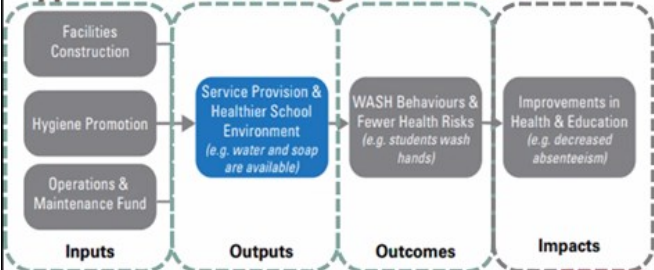 Facilities
Construction
Hygiene Promotion
Operations &
Maintenance Fund
Inputs
Service Provision &
Healthier School
Environment
(e.g. water and soap
are available)
Outputs
WASH Behaviours &
Fewer Health Risks
(e.g. students wash
hands)
Outcomes
Improvements in
Health & Education
(e.g. decreased
absenteeism)
Impacts